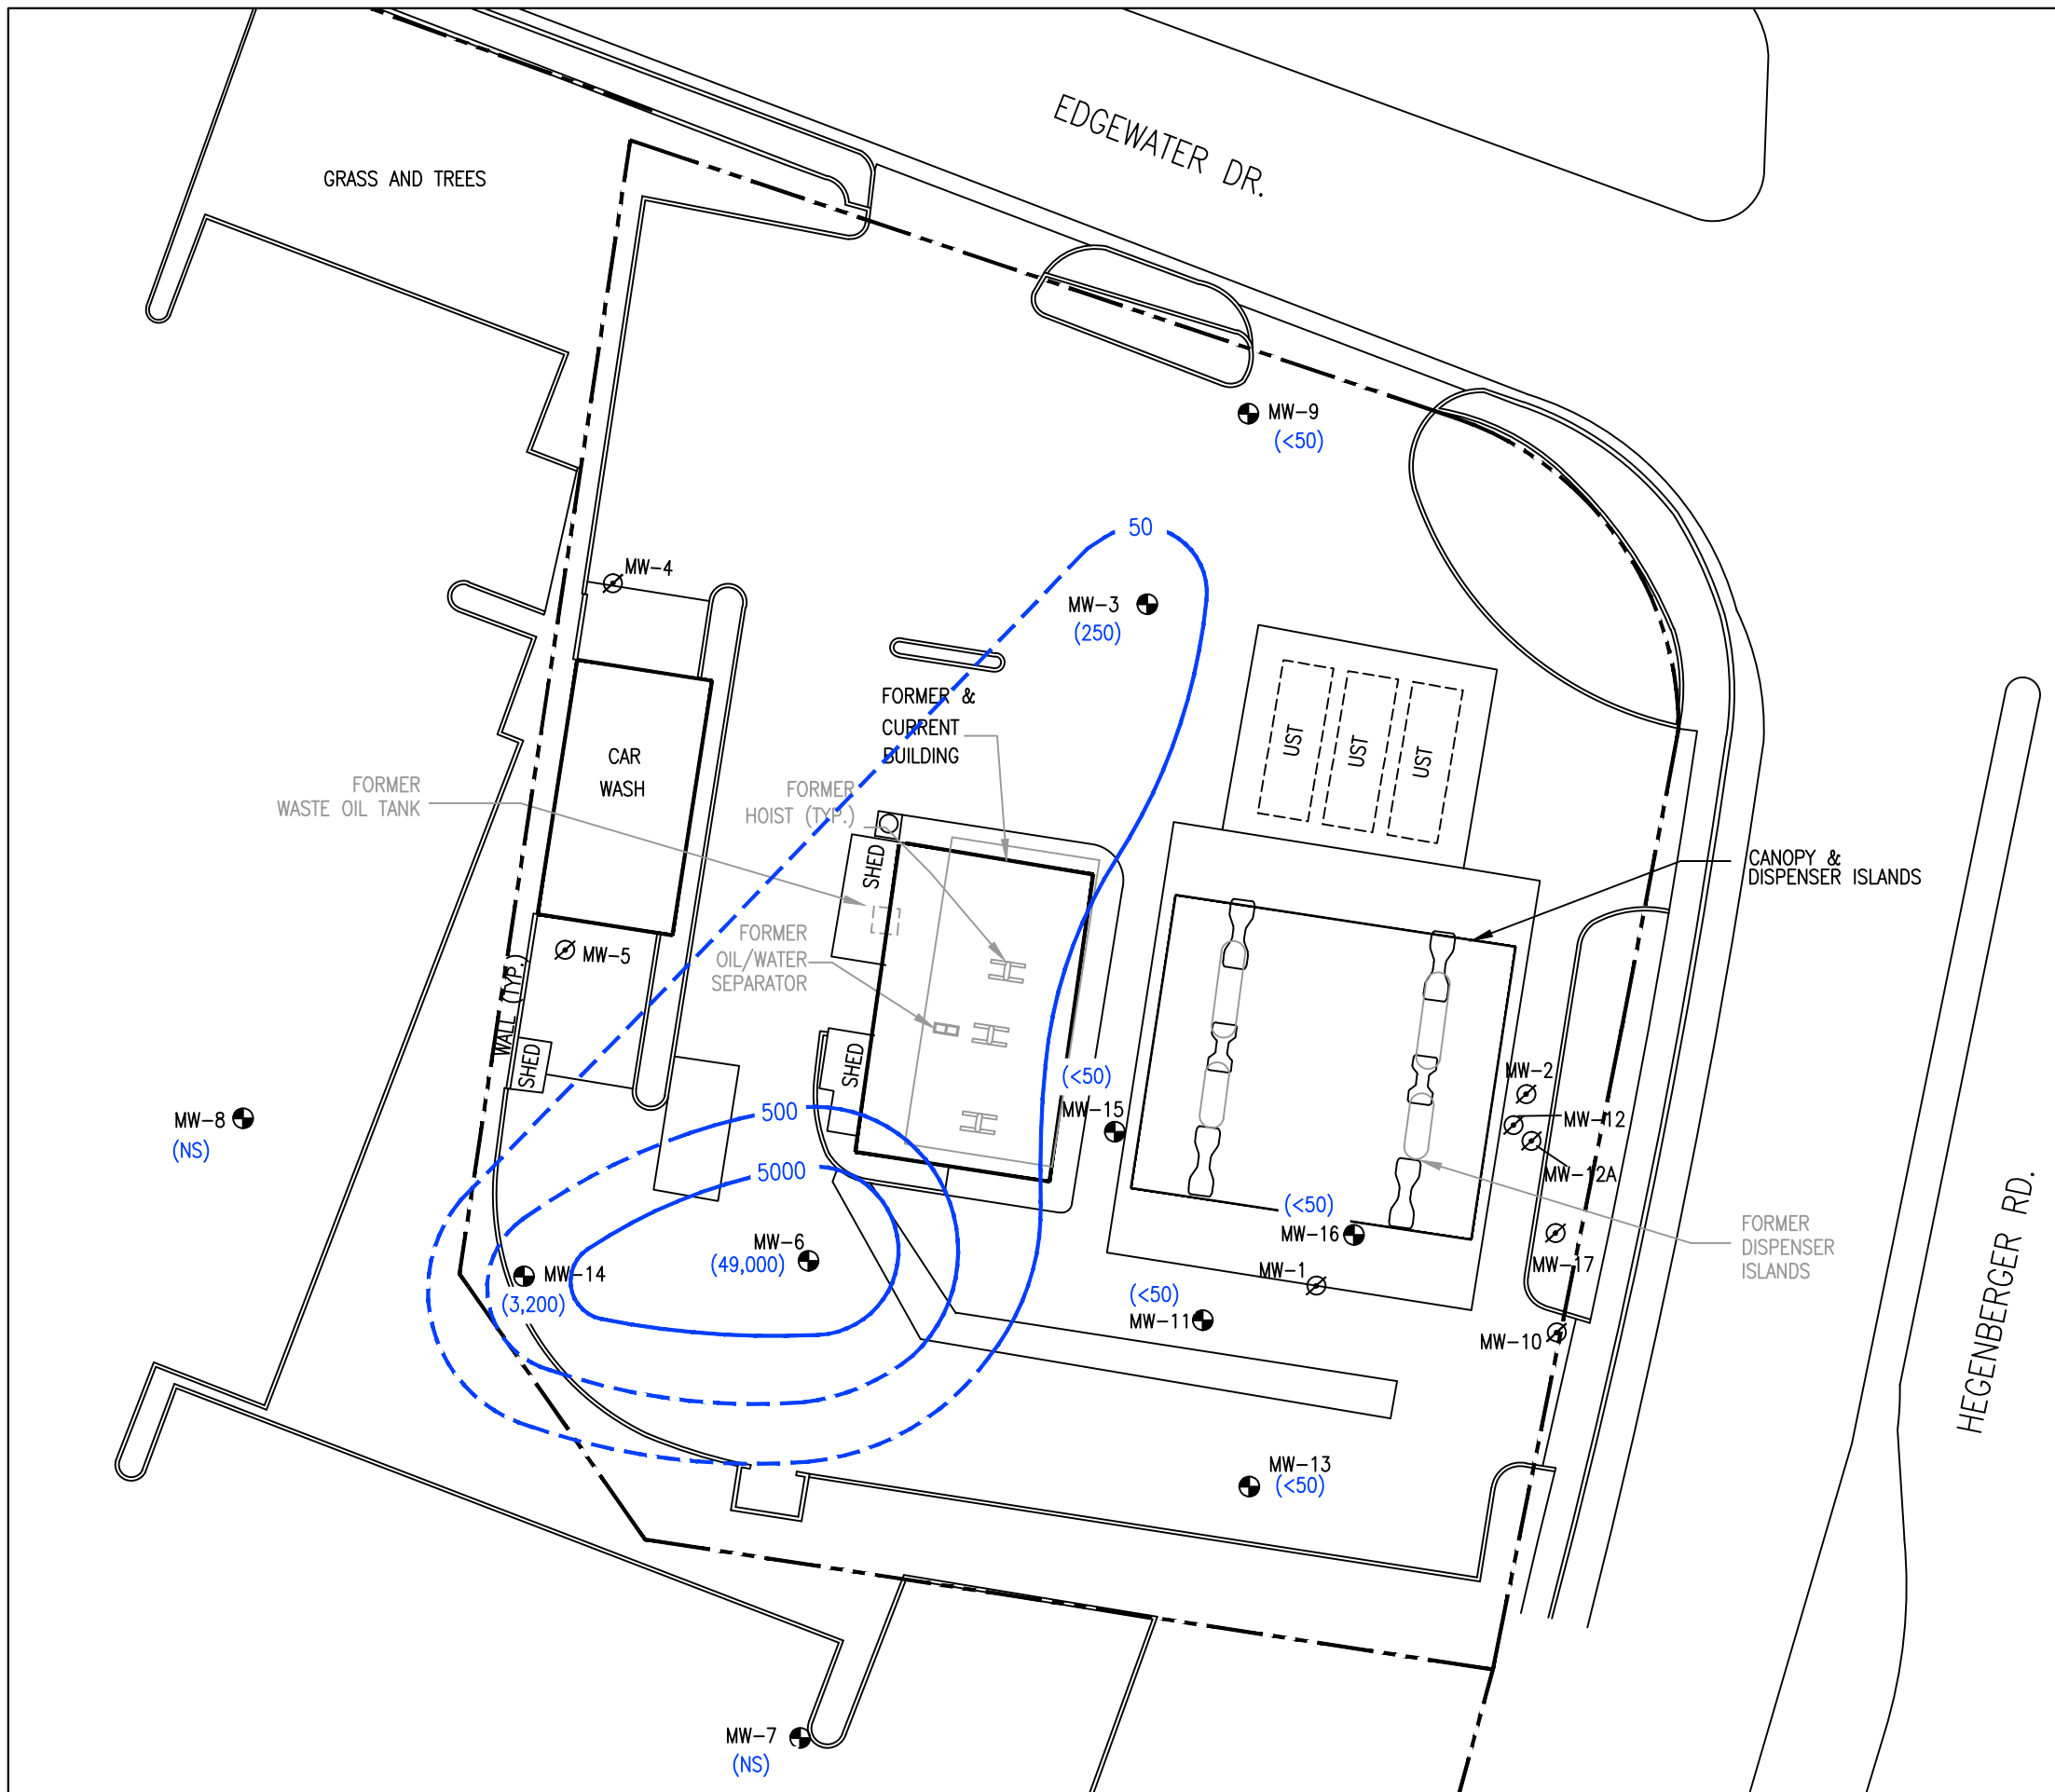 EDGEWATER DR.
GRASS AND TREES
MW-9
(<50)
50
MW-4
MW-3
(250)
FORMER &
CURRENT
BUILDING
UST
UST
UST
CAR
WASH
FORMER
WASTE OIL TANK
FORMER
HOIST (TYP.)
SHED
CANOPY &
DISPENSER ISLANDS
FORMER
OIL/WATER
SEPARATOR
MW-5
WALL (TYP.)
SHED
SHED
(<50)
MW-15
MW-2
MW-12
MW-12A
MW-8
(NS)
500
5000
(<50)
MW-16
MW-17
FORMER
DISPENSER
ISLANDS
HEGENBERGER RD.
MW-6
(49,000)
MW-14
(3,200)
MW-1
(<50)
MW-11
MW-10
MW-13
(<50)
MW-7
(NS)